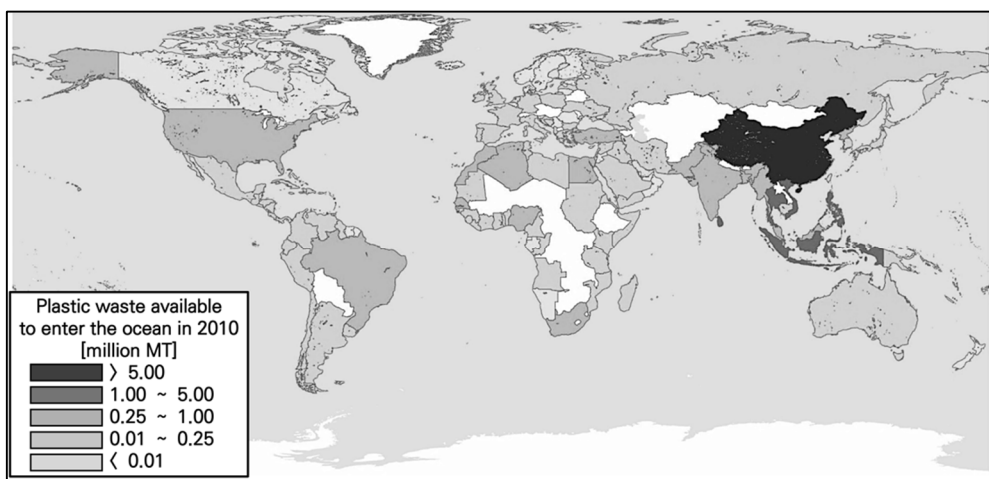 Plastic waste available
to enter the ocean in 2010
[million MT]
〉 5.00
1.00 ~ 5.00
0.25 ~ 1.00
0.01 ~ 0.25
〈 0.01